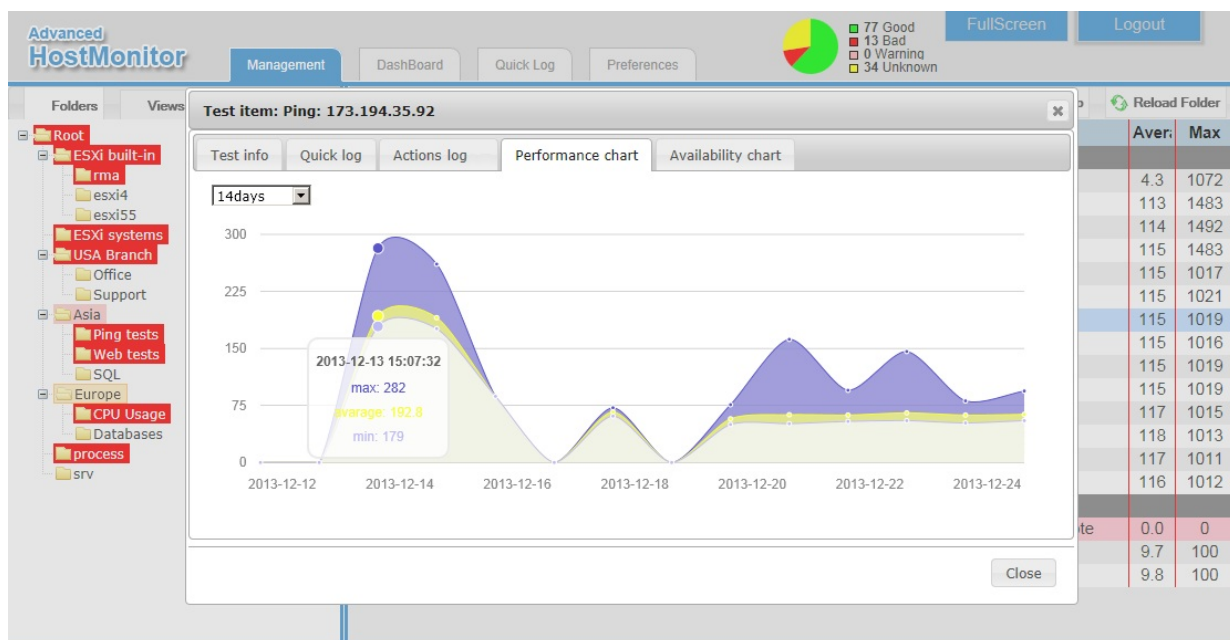 Advanced
HostMonitor
Management
DashBoard
Quick Log
Preferences
77 Good
13 Bad
0 Warning
34 Unknown
FullScreen
Logout
Folders
Views
Reload Folder
Root
ESXi built-in
rma
esxi4
esxi55
ESXi systems
USA Branch
Office
Support
Asia
Ping tests
Web tests
SQL
Europe
CPU Usage
Databases
process
srv
Test item: Ping: 173.194.35.92
Test info
Quick log
Actions log
Performance chart
Availability chart
14days
300
225
150
75
0
2013-12-13 15:07:32
max: 282
avarage: 192.8
min: 179
2013-12-12 2013-12-14 2013-12-16 2013-12-18 2013-12-20 2013-12-22 2013-12-24
Close
Max
4.3 1072
113 1483
114 1492
115 1483
115 1017
115 1021
115 1019
115 1016
115 1019
115 1019
117 1015
118 1013
117 1011
116 1012
0.0 0
9.7 100
9.8 100